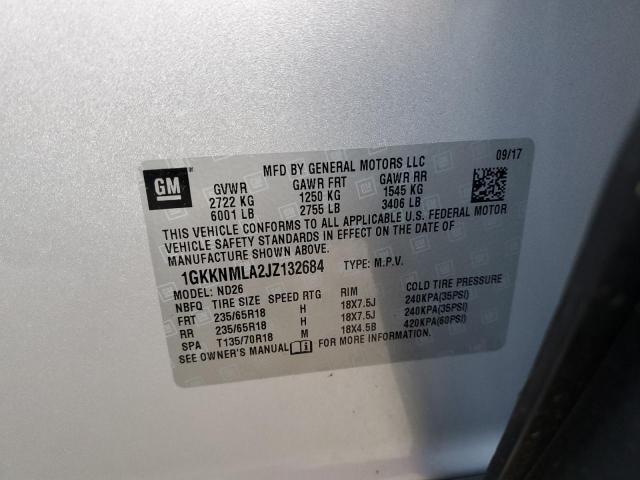 GM
MFD BY GENERAL MOTORS LLC 09/17
GVWR GAWR FRT GAWR RR
2722 KG 1250 KG 1545 KG
6001 LB 2755 LB 3406 LB
THIS VEHICLE CONFORMS TO ALL APPLICABLE U.S. FEDERAL MOTOR
VEHICLE SAFETY STANDARDS IN EFFECT ON THE DATE OF
MANUFACTURE SHOWN ABOVE.
1GKKNMLA2JZ132684 TYPE: M.P.V.
MODEL: ND26
NBFQ TIRE SIZE SPEED RTG RIM COLD TIRE PRESSURE
FRT 235/65R18 H 18X7.5J 240KPA(35PSI)
RR 235/65R18 H 18X7.5J 240KPA(35PSI)
SPA T135/70R18 M 18X4.5B 420KPA(60PSI)
SEE OWNER'S MANUAL FOR MORE INFORMATION.